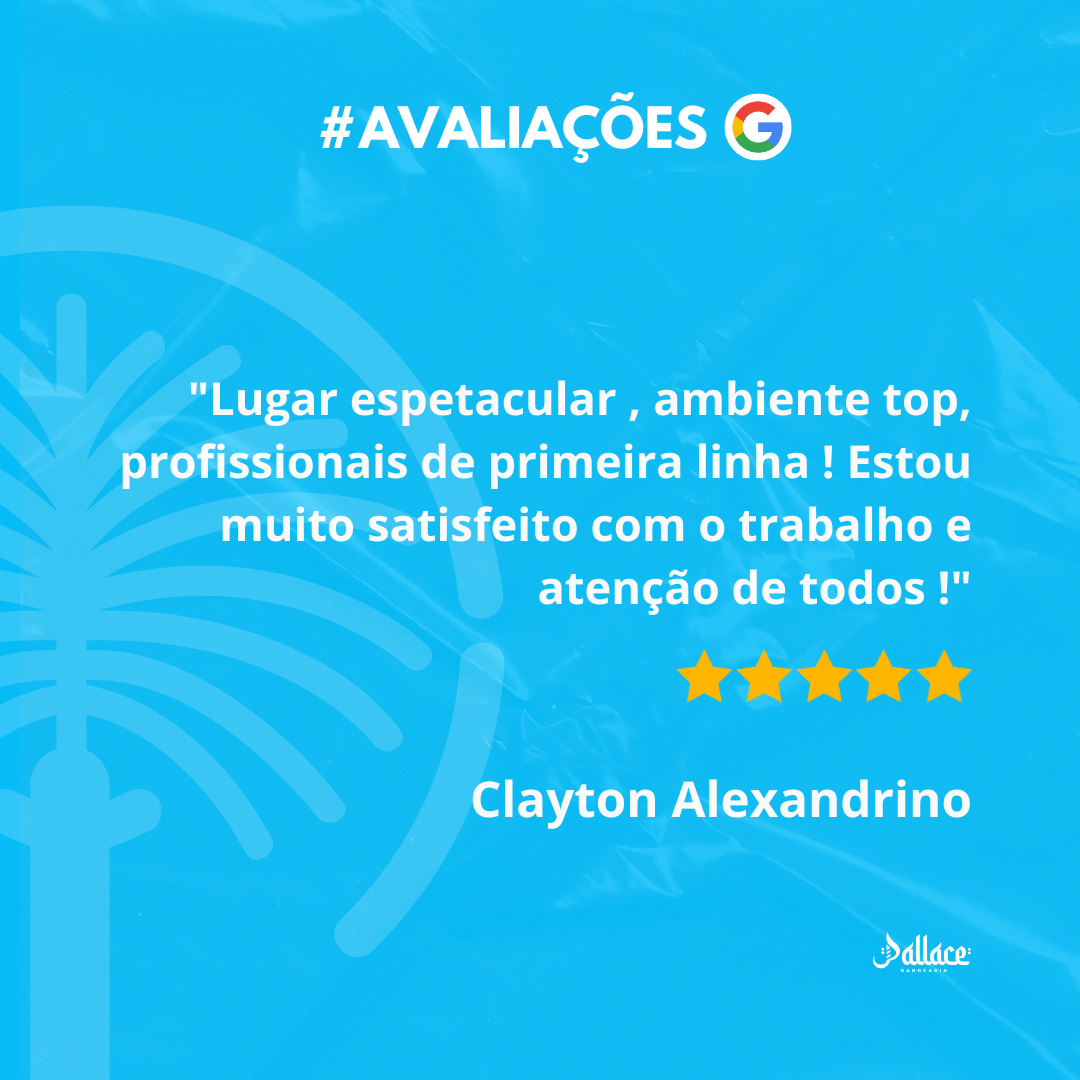 #AVALIAÇÕES G
"Lugar espetacular , ambiente top,
profissionais de primeira linha ! Estou
muito satisfeito com o trabalho e
atenção de todos !"
Clayton Alexandrino
Wallace
BARBEARIA